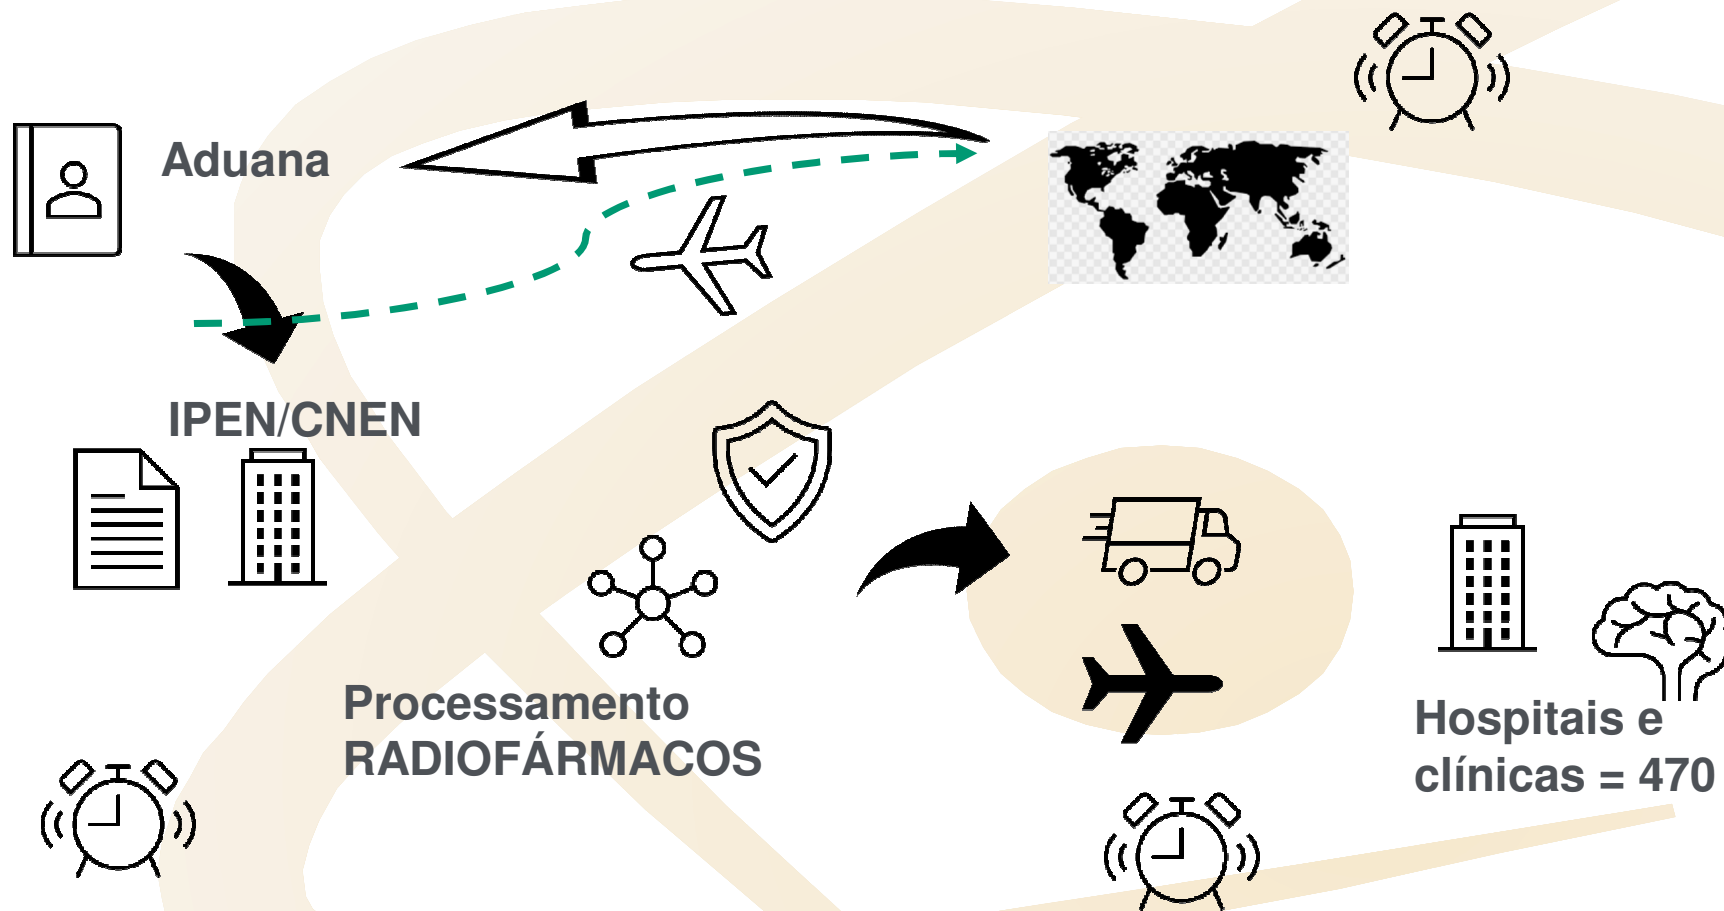 Aduana
IPEN/CNEN
Processamento
RADIOFÁRMACOS
Hospitais e
clínicas = 470